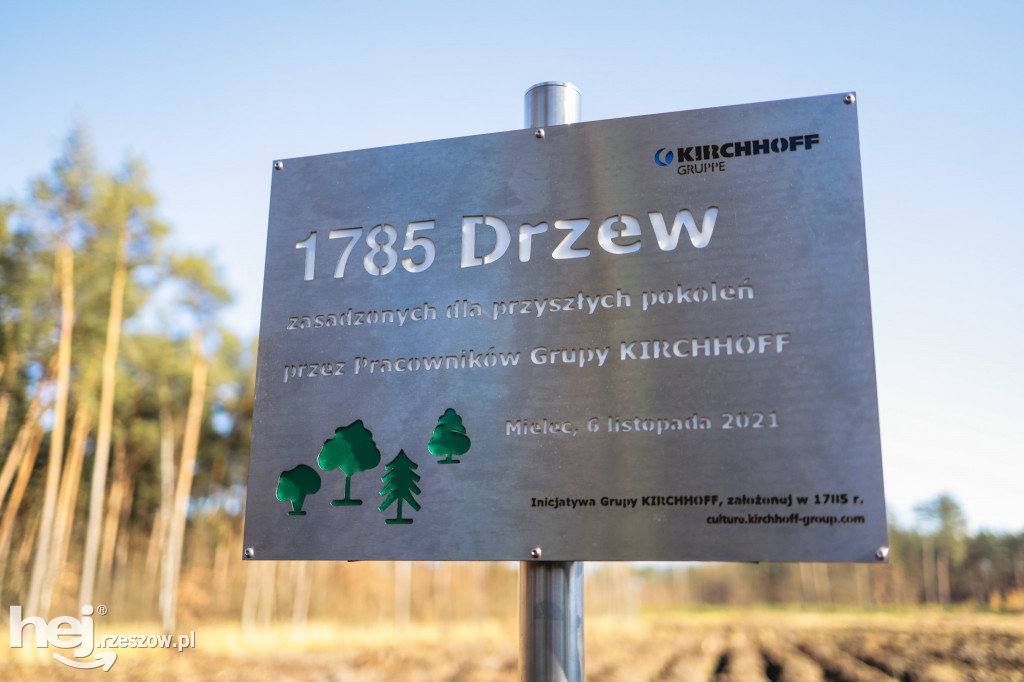 KIRCHHOFF
GRUPPE
1785 Drzew
zasadzonych dla przyszłych pokoleń
przez Pracowników Grupy KIRCHHOFF
Mielec, 6 listopada 2021
Inicjatywa Grupy KIRCHHOFF, założonej w 1785 r.
culture.kirchhoff-group.com
hej®.rzeszow.pl